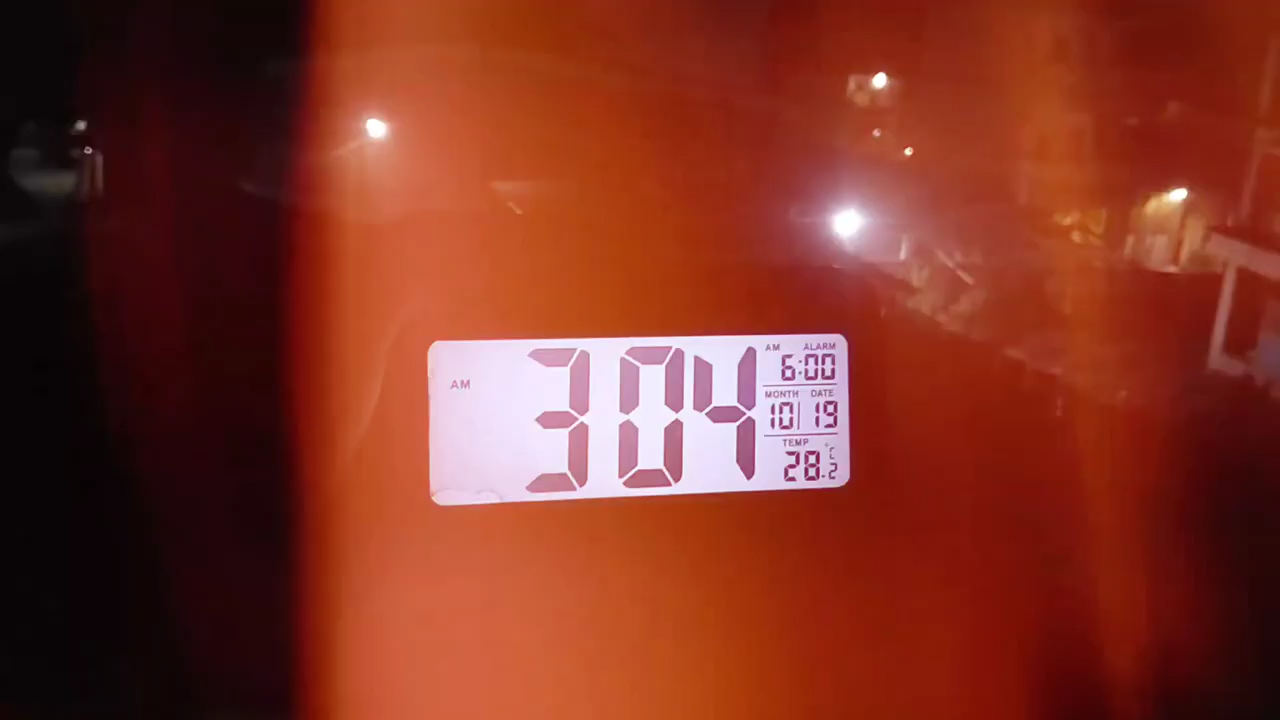 AM 304
AM ALARM
6:00
MONTH DATE
10| 19
TEMP
28.2 °C